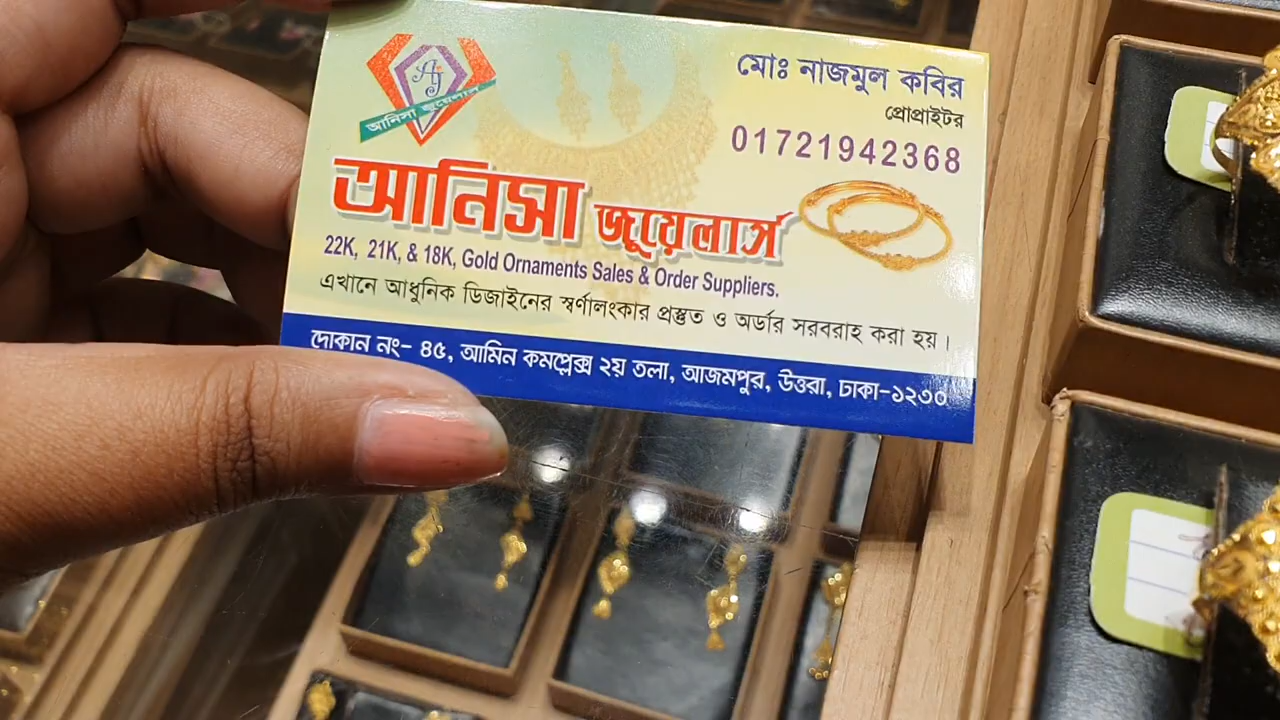 AJ
আনিসা জুয়েলার্স
মোঃ নাজমুল কবির
প্রোপ্রাইটর
01721942368
আনিসা জুয়েলার্স
22K, 21K, & 18K, Gold Ornaments Sales & Order Suppliers.
এখানে আধুনিক ডিজাইনের স্বর্ণালংকার প্রস্তুত ও অর্ডার সরবরাহ করা হয়।
দোকান নং- ৪৫, আমিন কমপ্লেক্স ২য় তলা, আজমপুর, উত্তরা, ঢাকা-১২৩০